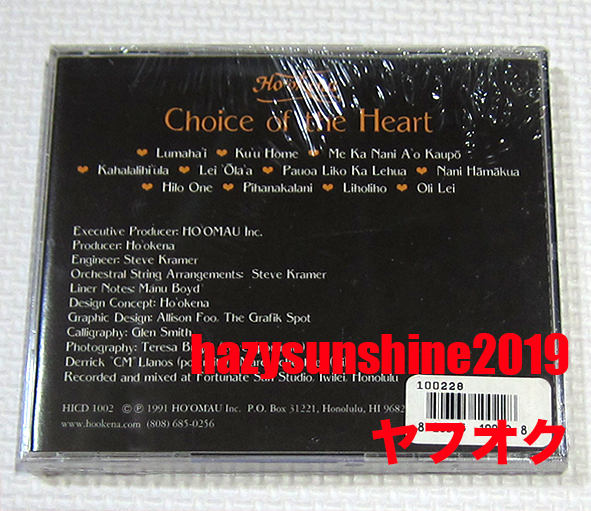 Ho'okena
Choice of the Heart
❤ Lumaha'i ❤ Ku'u Home ❤ Me Ka Nani A'o Kaupō
❤ Kahalalihi'ula ❤ Lei 'Ōla'a ❤ Pauoa Liko Ka Lehua ❤ Nani Hāmākua
❤ Hilo One ❤ Pihanakalani ❤ Liholiho ❤ Oli Lei
Executive Producer: HO'OMAU Inc.
Producer: Ho'okena
Engineer: Steve Kramer
Orchestral String Arrangements: Steve Kramer
Liner Notes: Manu Boyd
Design Concept: Ho'okena
Graphic Design: Allison Foo, The Grafik Spot
Calligraphy: Glen Smith
Photography: Teresa
Derrick "CM" Llanos
Recorded and mixed at Fortunate Sun Studio, Iwilei, Honolulu
hazysunshine2019
100228
HICD 1002 © ℗ 1991 HO'OMAU Inc. P.O. Box 31221, Honolulu, HI
www.hookena.com (808) 685-0256
ヤフオク